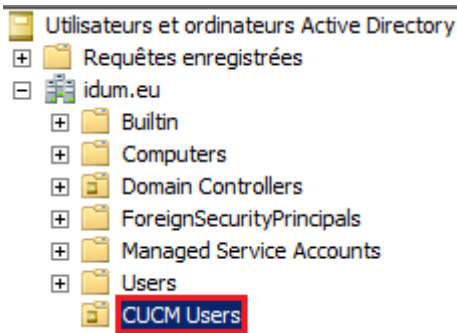 Utilisateurs et ordinateurs Active Directory
Requêtes enregistrées
idum.eu
Builtin
Computers
Domain Controllers
ForeignSecurityPrincipals
Managed Service Accounts
Users
CUCM Users